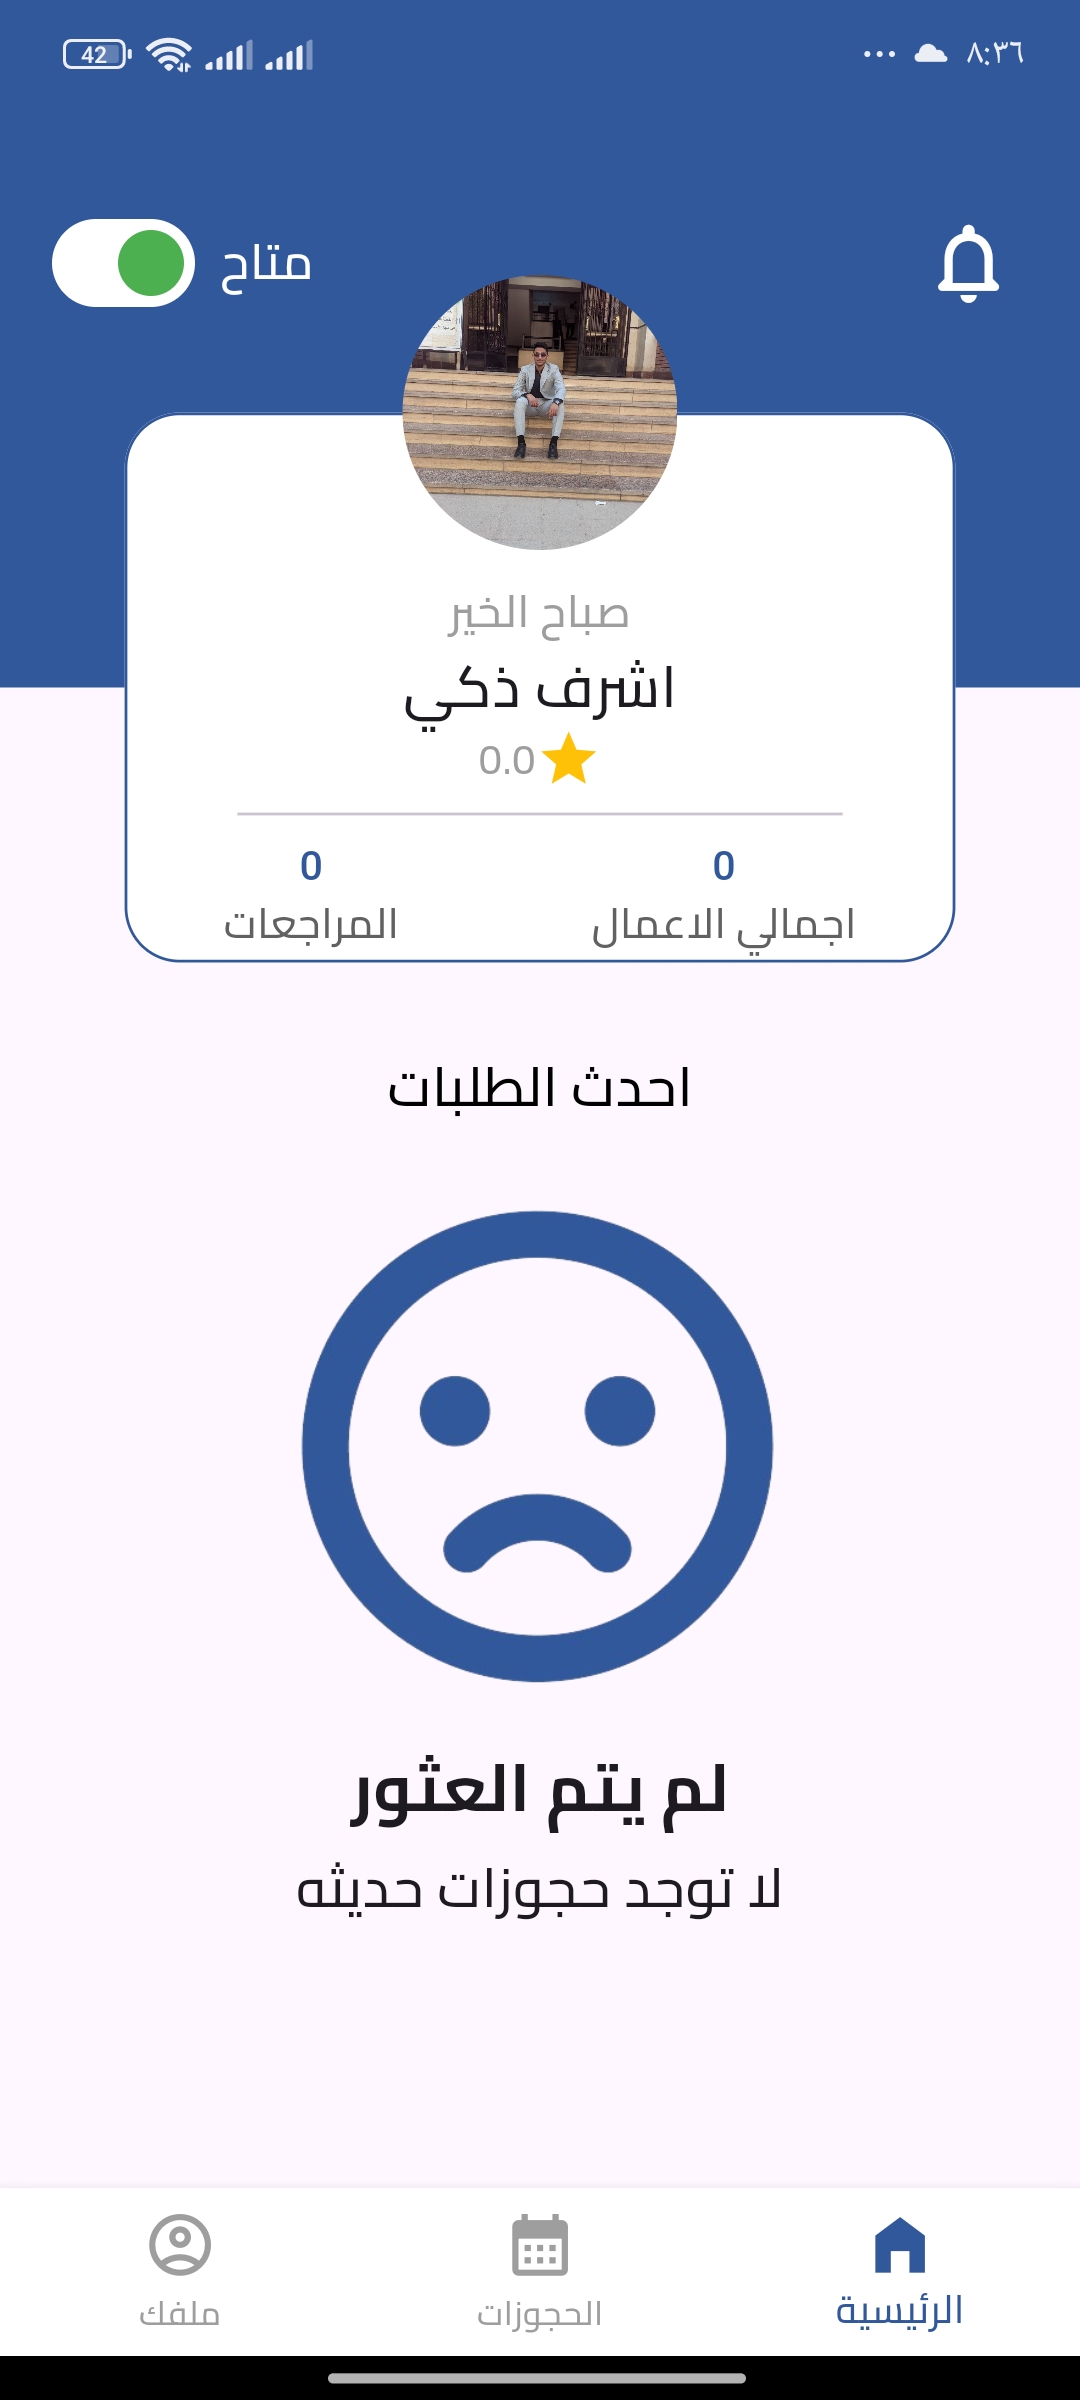 ٨:٣٦
42
متاح
صباح الخير
اشرف ذكي
0.0
0
0
اجمالي الاعمال
المراجعات
احدث الطلبات
لم يتم العثور
لا توجد حجوزات حديثه
الرئيسية
الحجوزات
ملفك